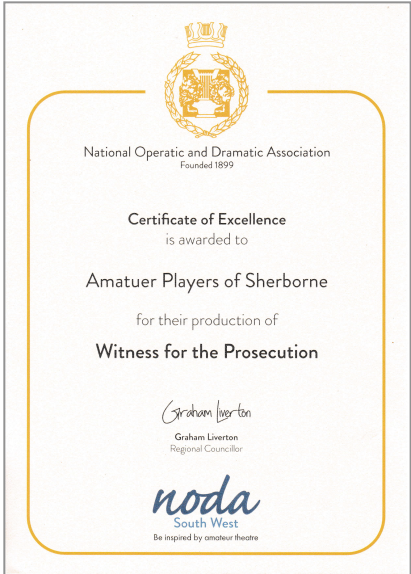 National Operatic and Dramatic Association
Founded 1899
Certificate of Excellence
is awarded to
Amatuer Players of Sherborne
for their production of
Witness for the Prosecution
Graham Liverton
Graham Liverton
Regional Councillor
noda
South West
Be inspired by amateur theatre